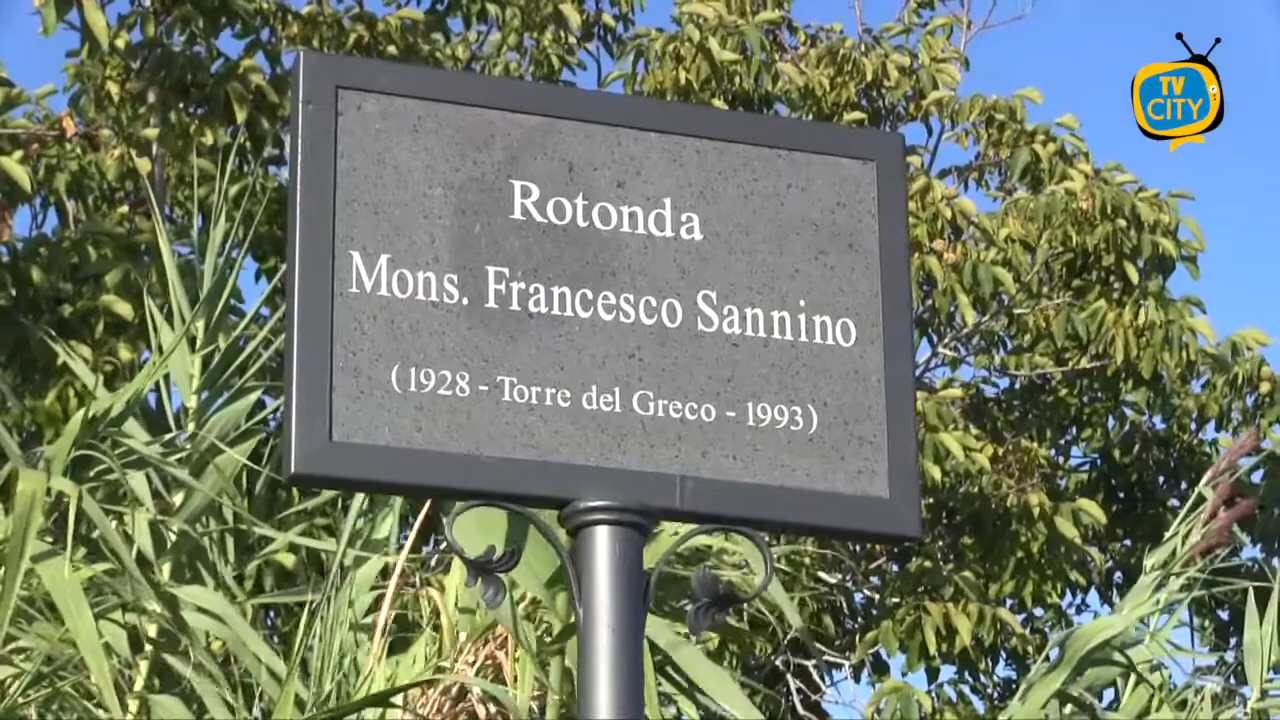 TV
CITY
Rotonda
Mons. Francesco Sannino
(1928 - Torre del Greco - 1993)